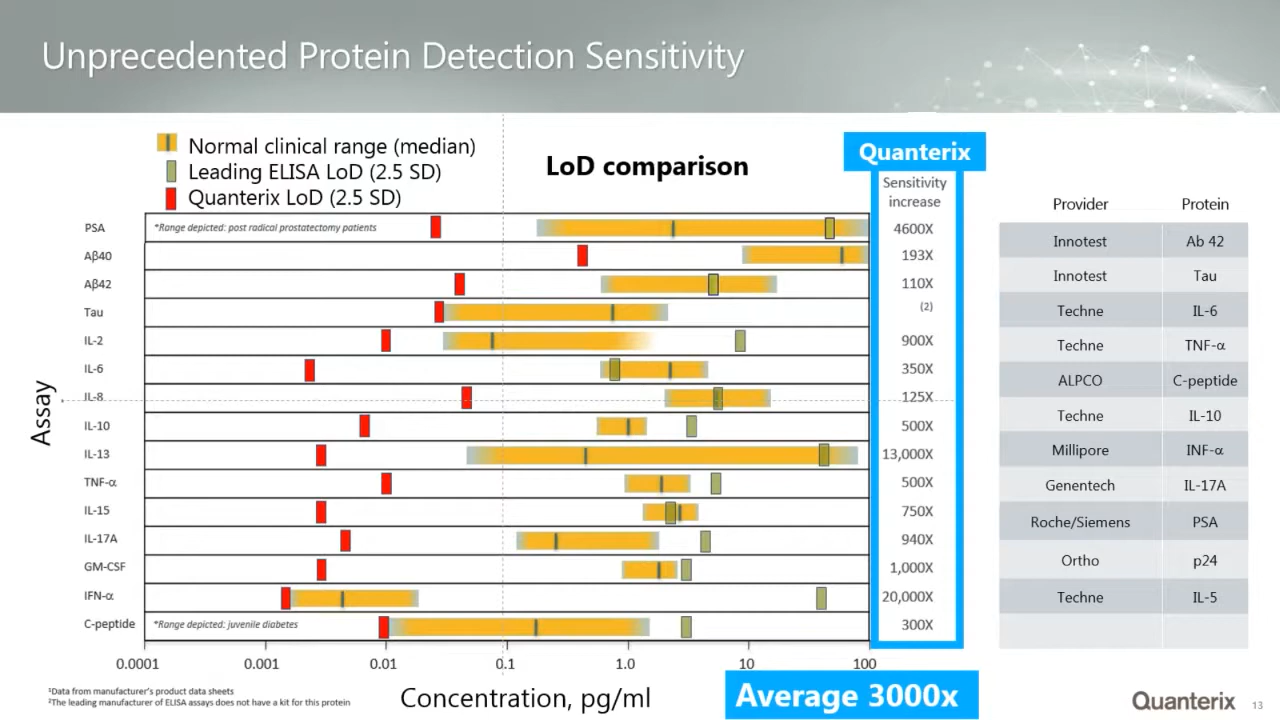 Unprecedented Protein Detection Sensitivity
Normal clinical range (median)
Leading ELISA LoD (2.5 SD)
Quanterix LoD (2.5 SD)
LoD comparison
Quanterix
Sensitivity
increase
Assay
PSA *Range depicted: post radical prostatectomy patients 4600X
Aβ40 193X
Aβ42 110X
Tau (2)
IL-2 900X
IL-6 350X
IL-8 125X
IL-10 500X
IL-13 13,000X
TNF-α 500X
IL-15 750X
IL-17A 940X
GM-CSF 1,000X
IFN-α 20,000X
C-peptide *Range depicted: juvenile diabetes 300X
0.0001 0.001 0.01 0.1 1.0 10 100
Concentration, pg/ml
Average 3000x
Provider Protein
Innotest Ab 42
Innotest Tau
Techne IL-6
Techne TNF-α
ALPCO C-peptide
Techne IL-10
Millipore INF-α
Genentech IL-17A
Roche/Siemens PSA
Ortho p24
Techne IL-5
¹Data from manufacturer's product data sheets
²The leading manufacturer of ELISA assays does not have a kit for this protein
Quanterix 13